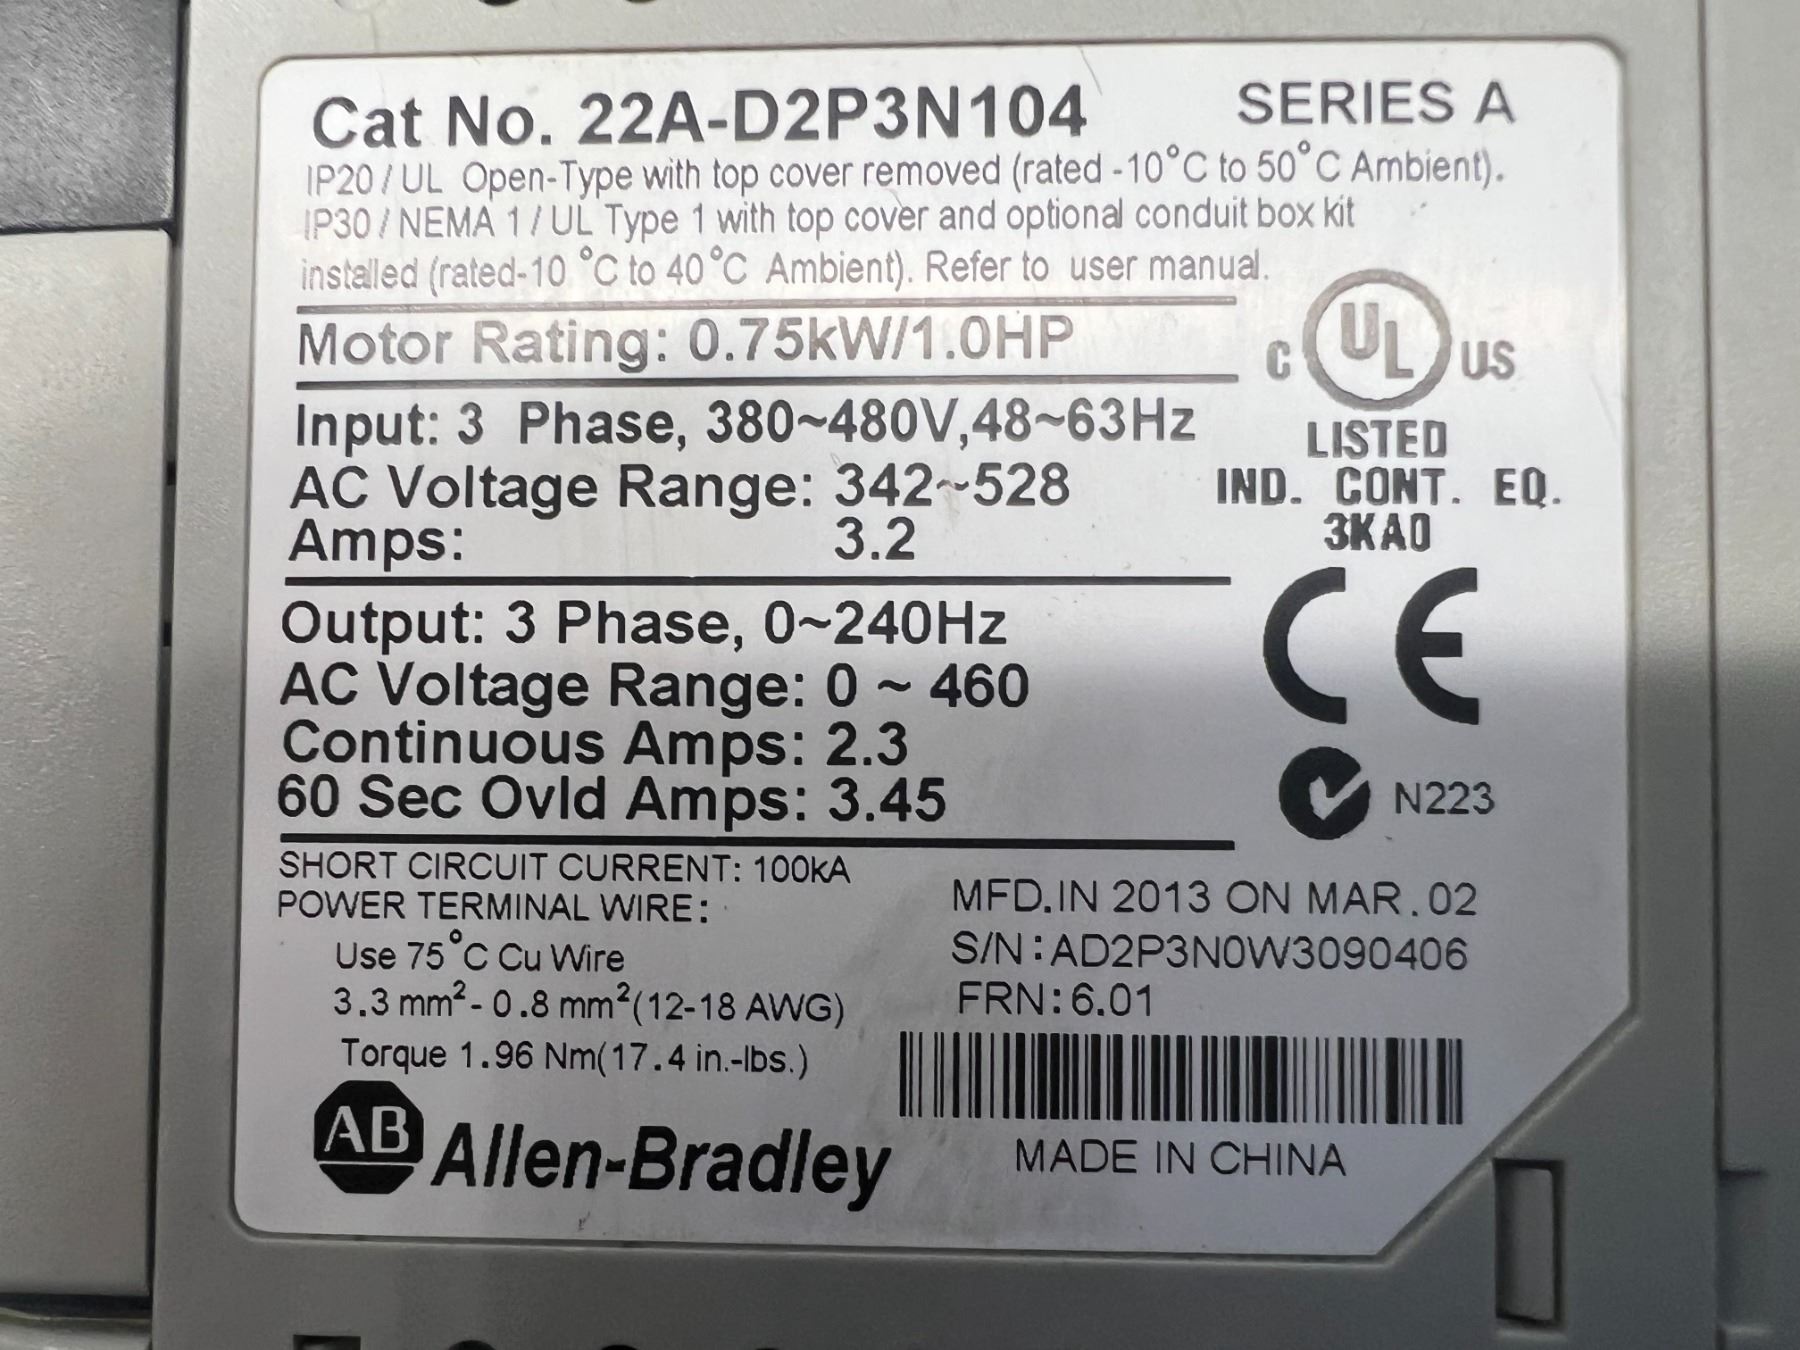 Cat No. 22A-D2P3N104 SERIES A
IP20 / UL Open-Type with top cover removed (rated -10°C to 50°C Ambient).
IP30 / NEMA 1 / UL Type 1 with top cover and optional conduit box kit
installed (rated-10 °C to 40°C Ambient). Refer to user manual.
Motor Rating: 0.75kW/1.0HP
C UL US
LISTED
IND. CONT. EQ.
3KA0
Input: 3 Phase, 380~480V,48~63Hz
AC Voltage Range: 342~528
Amps: 3.2
CE
Output: 3 Phase, 0~240Hz
AC Voltage Range: 0 ~ 460
Continuous Amps: 2.3
60 Sec Ovld Amps: 3.45
N223
SHORT CIRCUIT CURRENT: 100kA
POWER TERMINAL WIRE:
Use 75°C Cu Wire
3.3 mm²- 0.8 mm²(12-18 AWG)
Torque 1.96 Nm(17.4 in.-lbs.)
MFD.IN 2013 ON MAR.02
S/N:AD2P3N0W3090406
FRN:6.01
AB Allen-Bradley
MADE IN CHINA